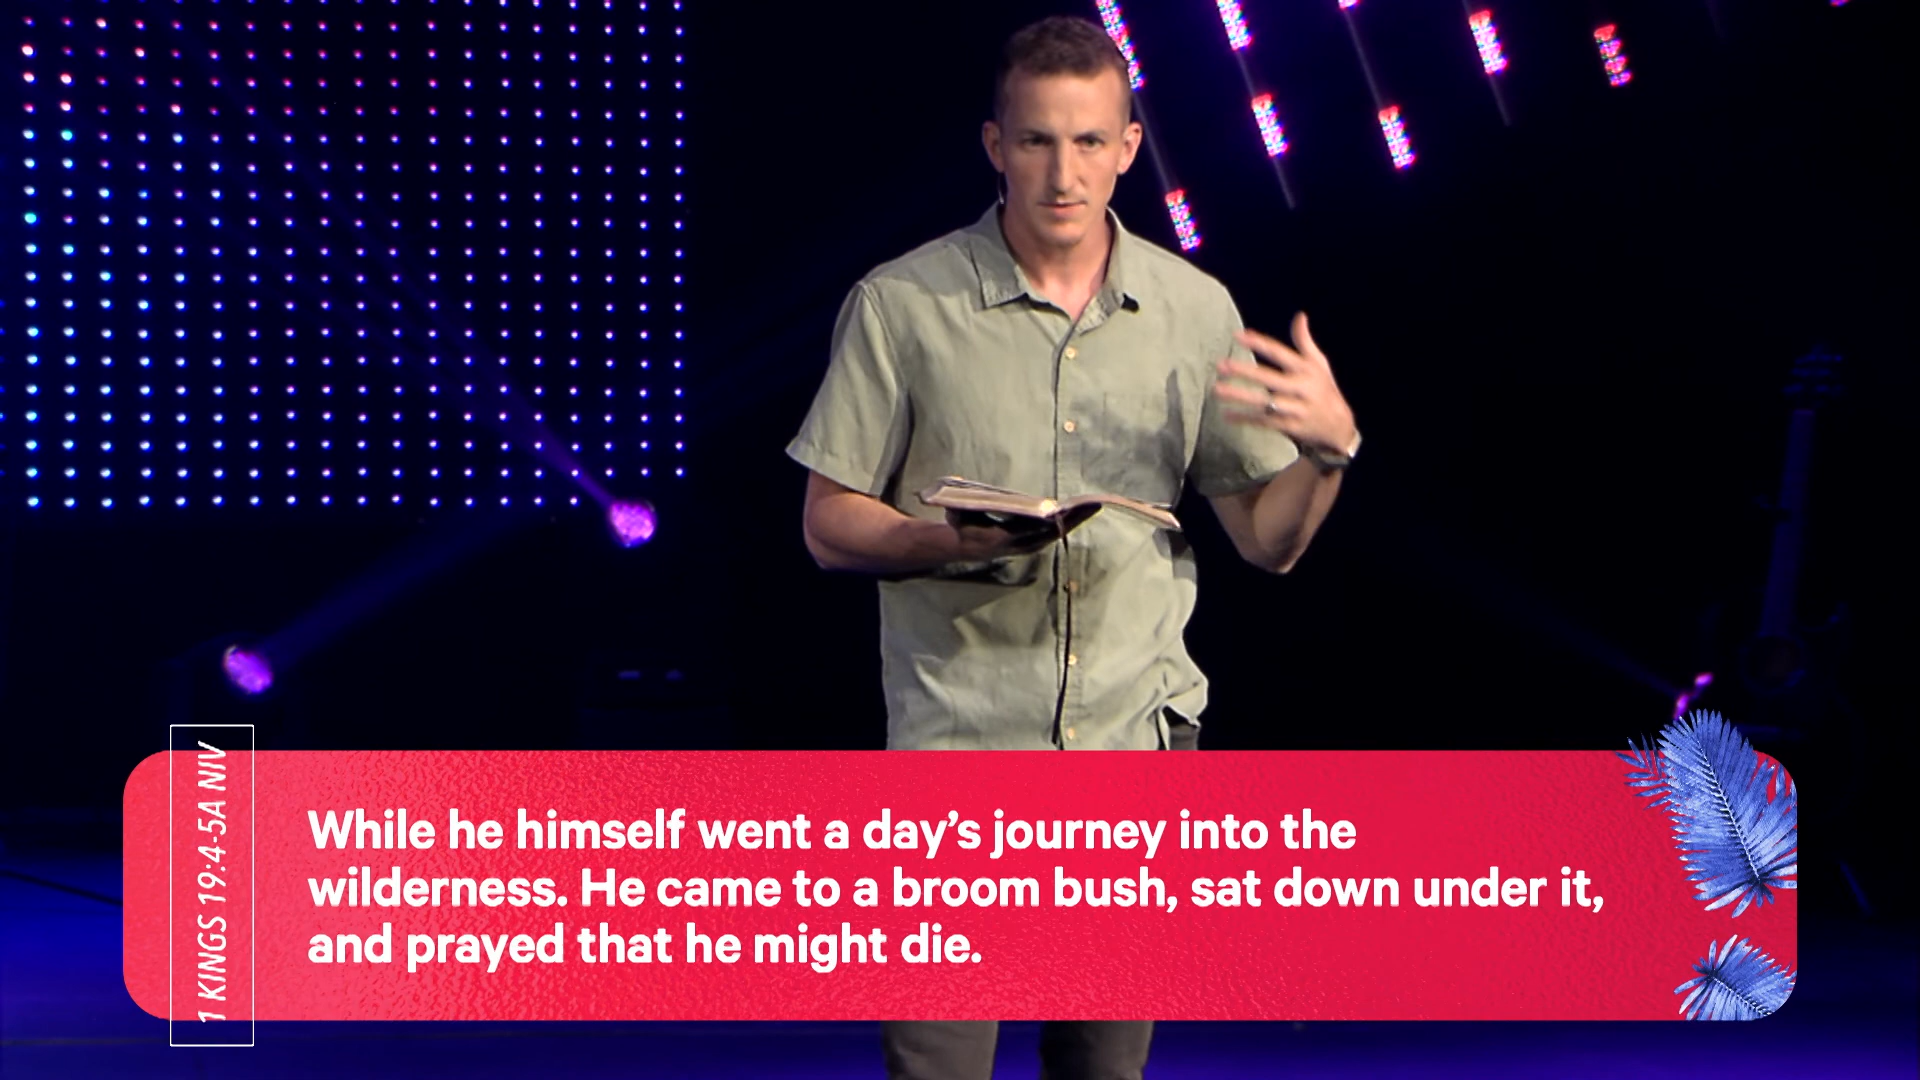 1 KINGS 19:4-5A NIV
While he himself went a day’s journey into the
wilderness. He came to a broom bush, sat down under it,
and prayed that he might die.